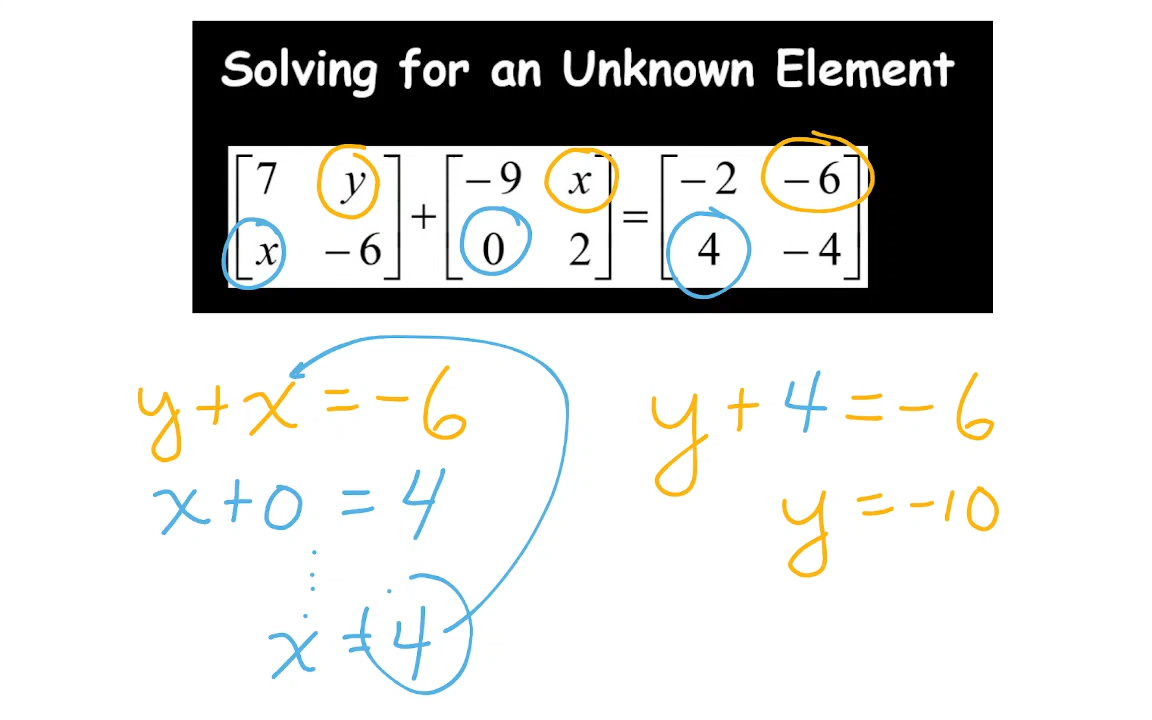 Solving for an Unknown Element
[7 y] + [-9 x] = [-2 -6]
[x -6] [0 2] [4 -4]
y + x = -6
x + 0 = 4
x = 4
y + 4 = -6
y = -10